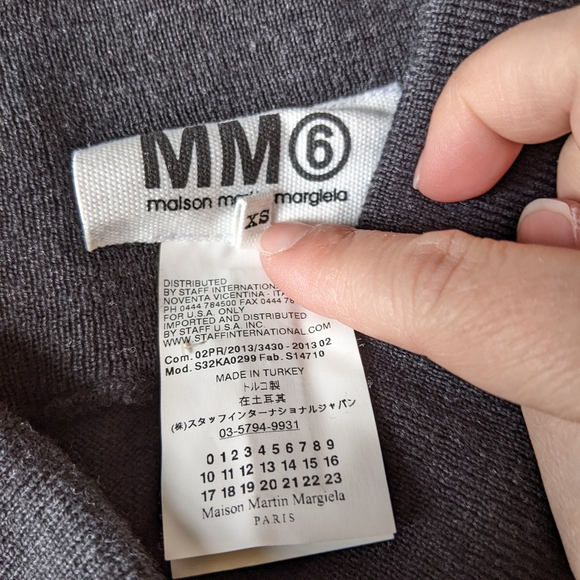 MM⑥
maison martin margiela
XS
DISTRIBUTED
BY STAFF INTERNATIONAL
NOVENTA VICENTINA - ITA
PH 0444 784500 FAX 0444 78
FOR U.S.A. ONLY
IMPORTED AND DISTRIBUTED
BY STAFF U.S.A. INC
WWW.STAFFINTERNATIONAL.COM
Com. 02PR/2013/3430 - 2013 02
Mod. S32KA0299 Fab. S14710
MADE IN TURKEY
トルコ製
在土耳其
(株)スタッフインターナショナルジャパン
03-5794-9931
0 1 2 3 4 5 6 7 8 9
10 11 12 13 14 15 16
17 18 19 20 21 22 23
Maison Martin Margiela
PARIS